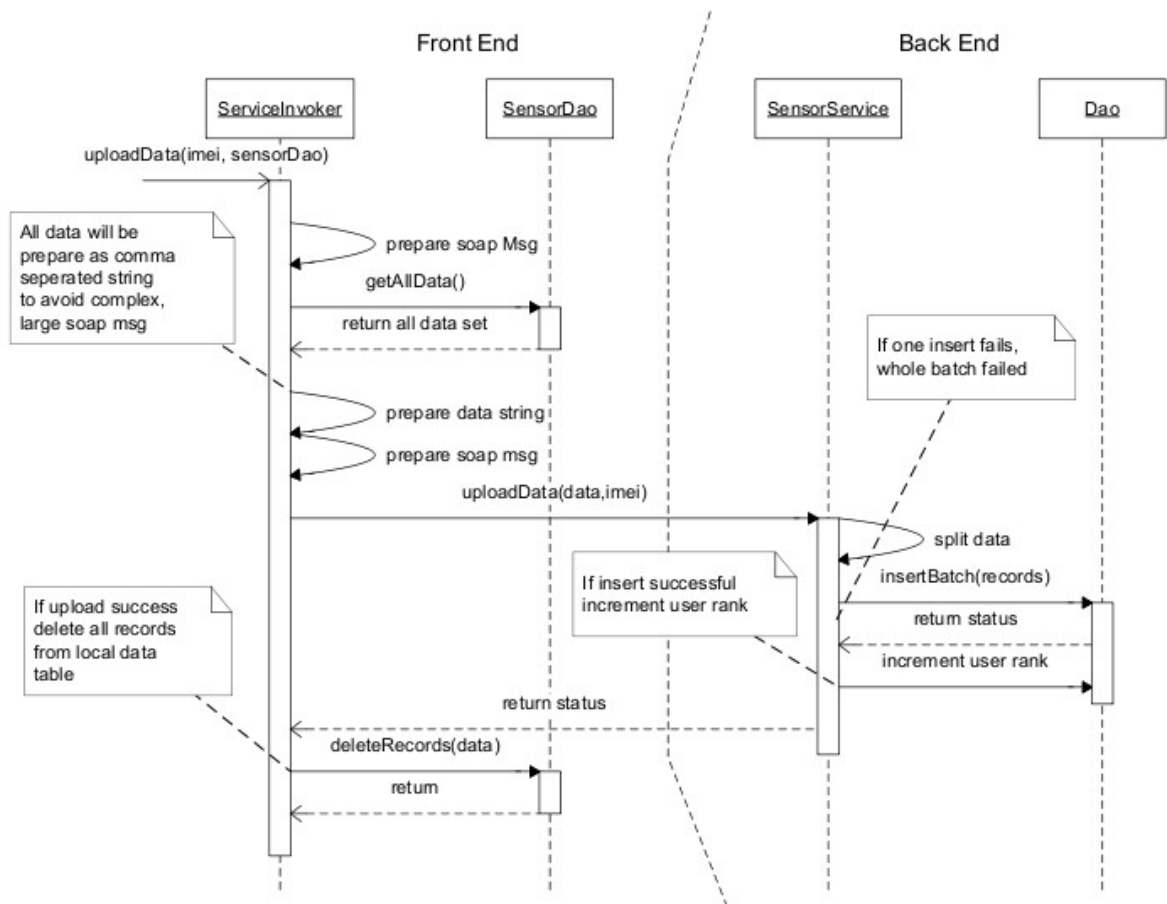 Front End
Back End
ServiceInvoker
SensorDao
SensorService
Dao
uploadData(imei, sensorDao)
All data will be
prepare as comma
seperated string
to avoid complex,
large soap msg
prepare soap Msg
getAllData()
return all data set
If one insert fails,
whole batch failed
prepare data string
prepare soap msg
uploadData(data,imei)
split data
If insert successful
increment user rank
insertBatch(records)
return status
increment user rank
If upload success
delete all records
from local data
table
return status
deleteRecords(data)
return